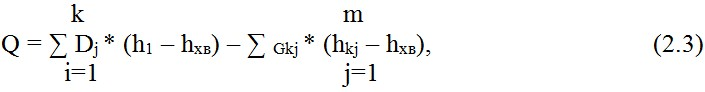 k m
Q = ∑ Dj * (h1 – hхв) – ∑ Gkj * (hkj – hхв), (2.3)
i=1 j=1